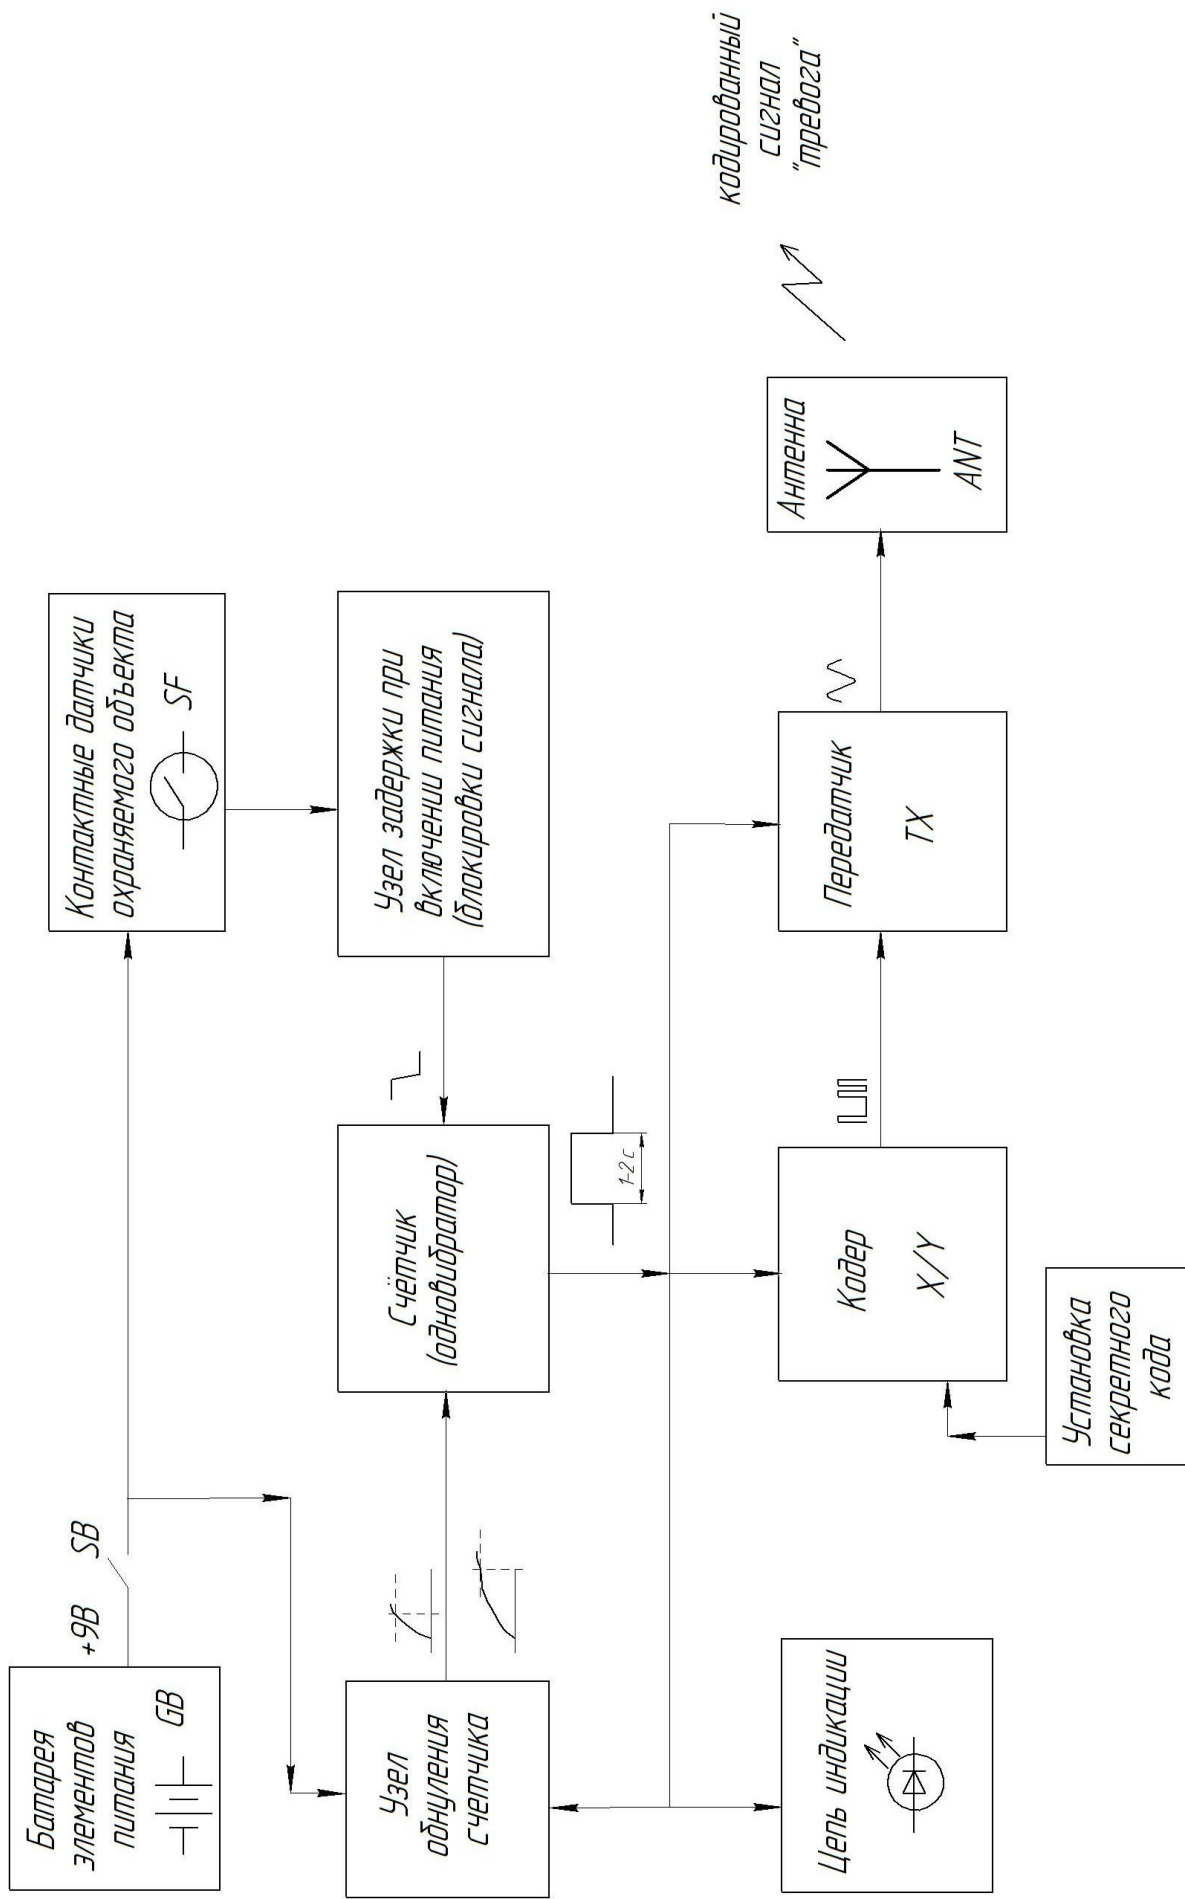 Батарея
элементов
питания
GB
+9В
SB
Контактные датчики
охраняемого объекта
SF
Узел
обнуления
счетчика
Счётчик
(одновибратор)
Узел задержки при
включении питания
(блокировки сигнала)
1-2 с
Цепь индикации
Кодер
X/Y
Передатчик
TX
Антенна
ANT
кодированный
сигнал
"тревога"
Установка
секретного
кода